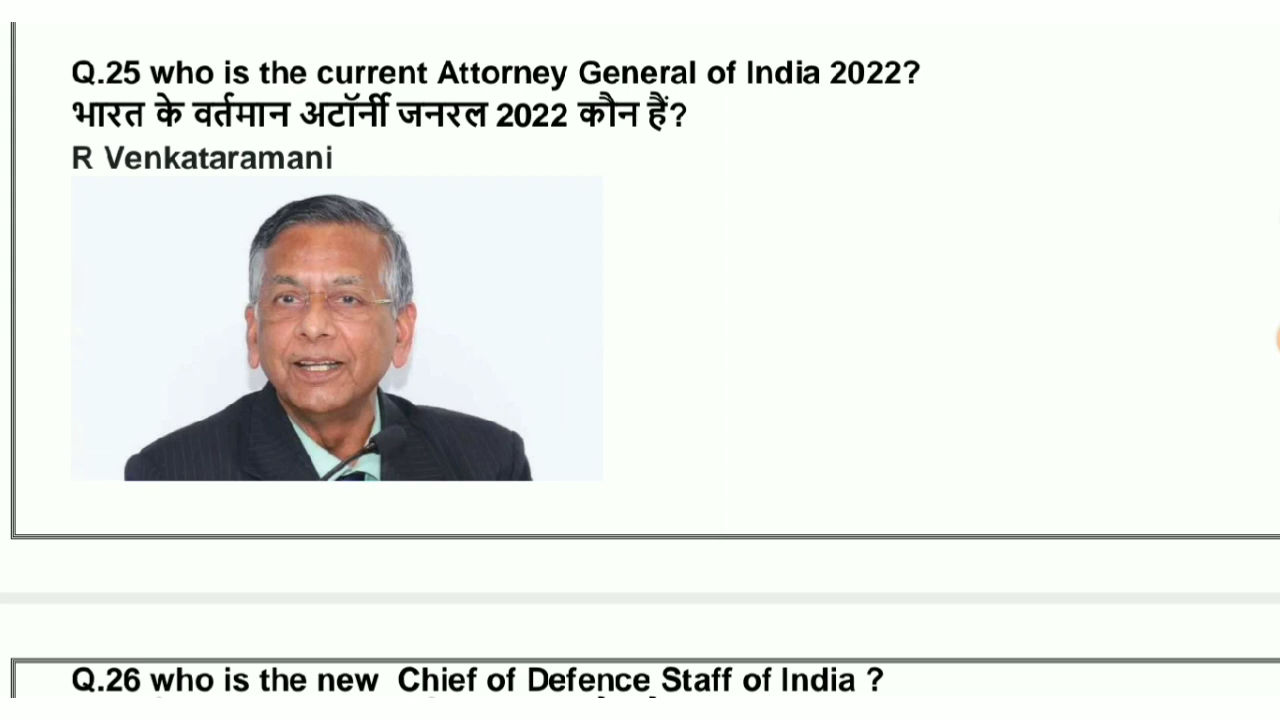 Q.25 who is the current Attorney General of India 2022?
भारत के वर्तमान अटॉर्नी जनरल 2022 कौन हैं?
R Venkataramani
Q.26 who is the new  Chief of Defence Staff of India ?